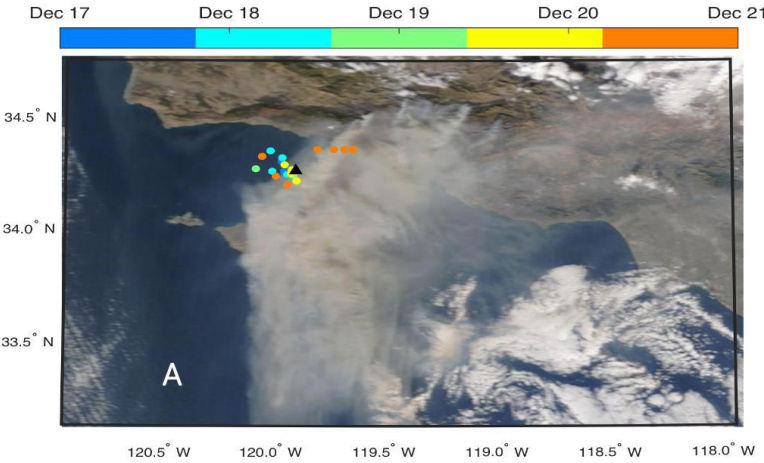 Dec 17 Dec 18 Dec 19 Dec 20 Dec 21
34.5° N
34.0° N
33.5° N
A
120.5° W 120.0° W 119.5° W 119.0° W 118.5° W 118.0° W